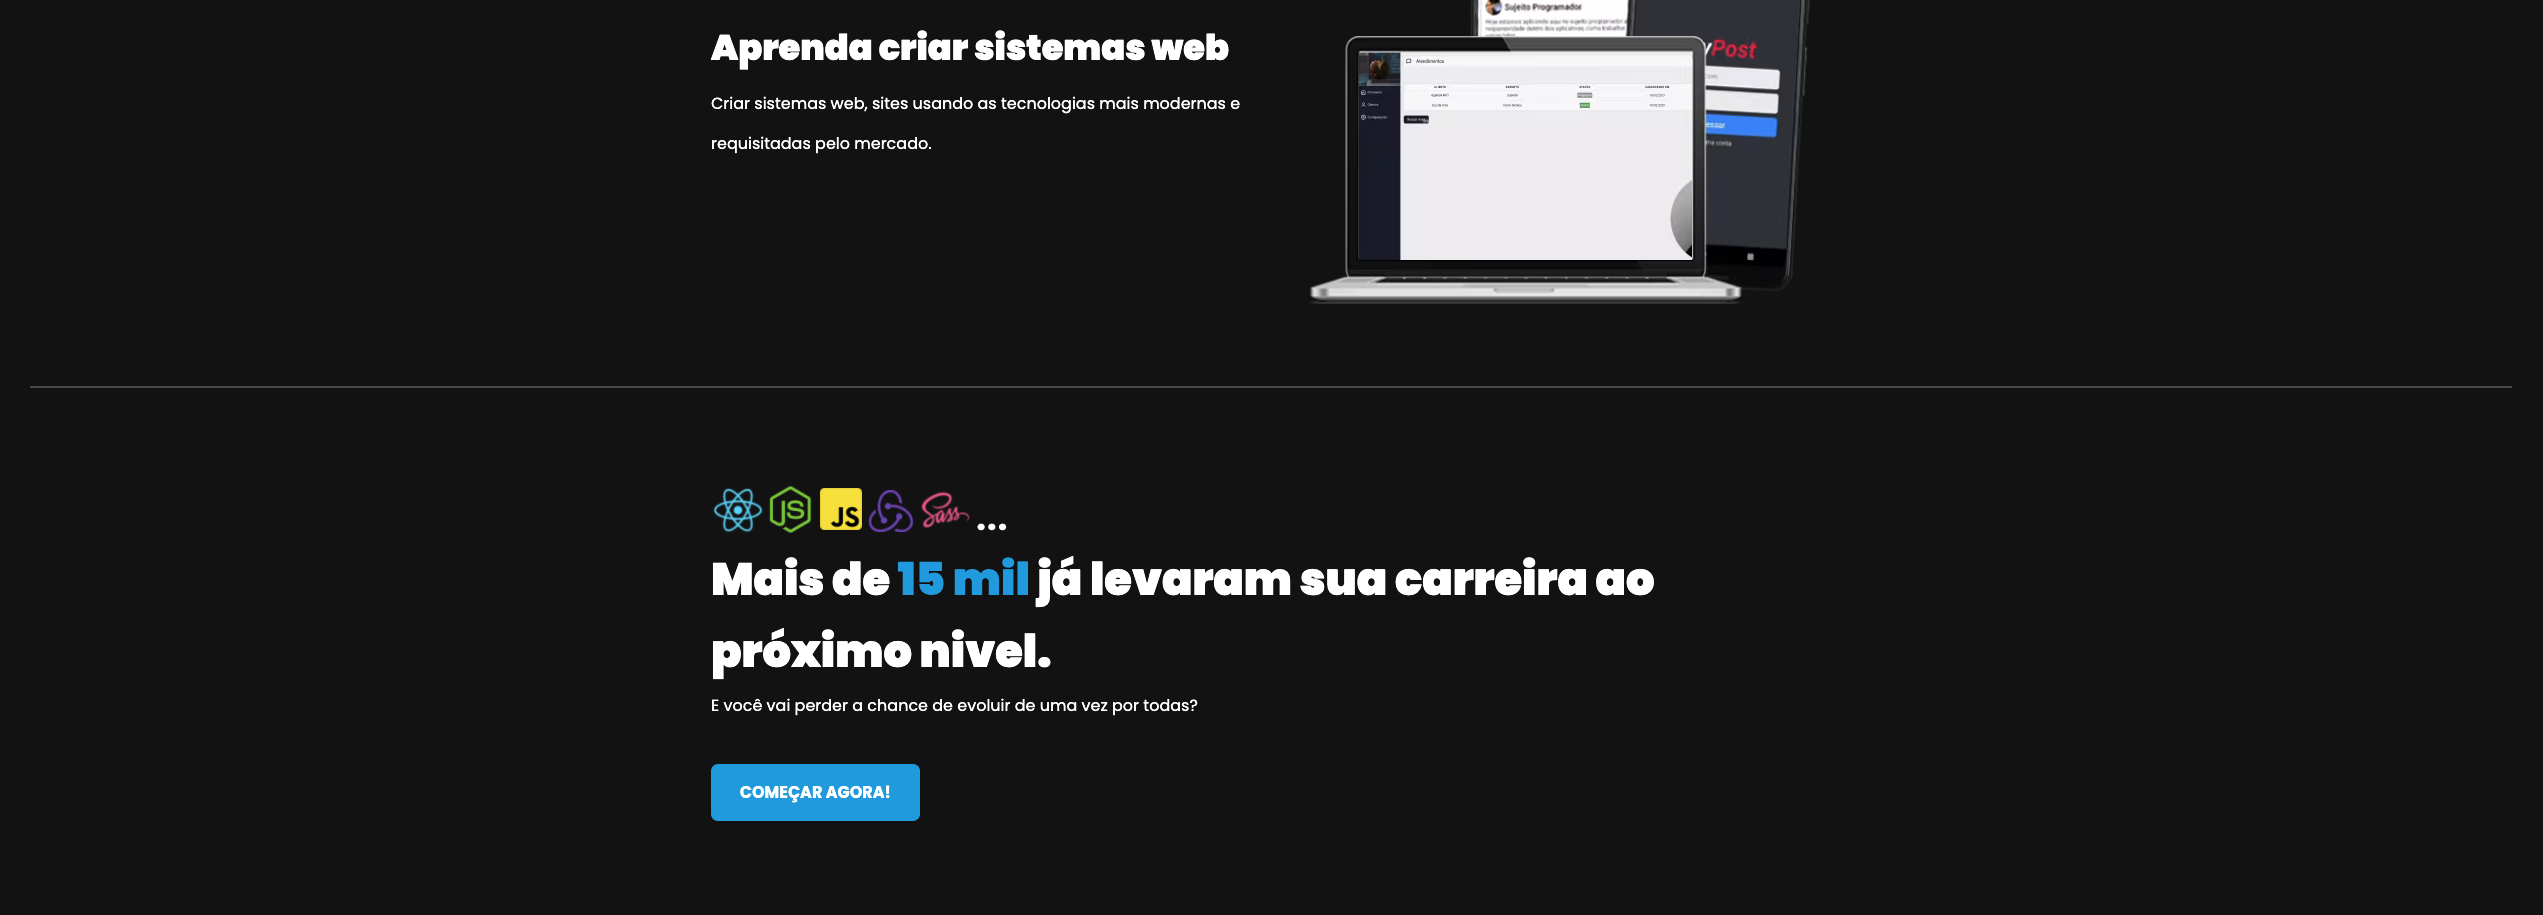 Sujeito Programador
Aprenda criar sistemas web
Post
Atendimentos
Criar sistemas web, sites usando as tecnologias mais modernas e
requisitadas pelo mercado.
JS
JS
Sass
...
Mais de 15 mil já levaram sua carreira ao
próximo nivel.
E você vai perder a chance de evoluir de uma vez por todas?
COMEÇAR AGORA!